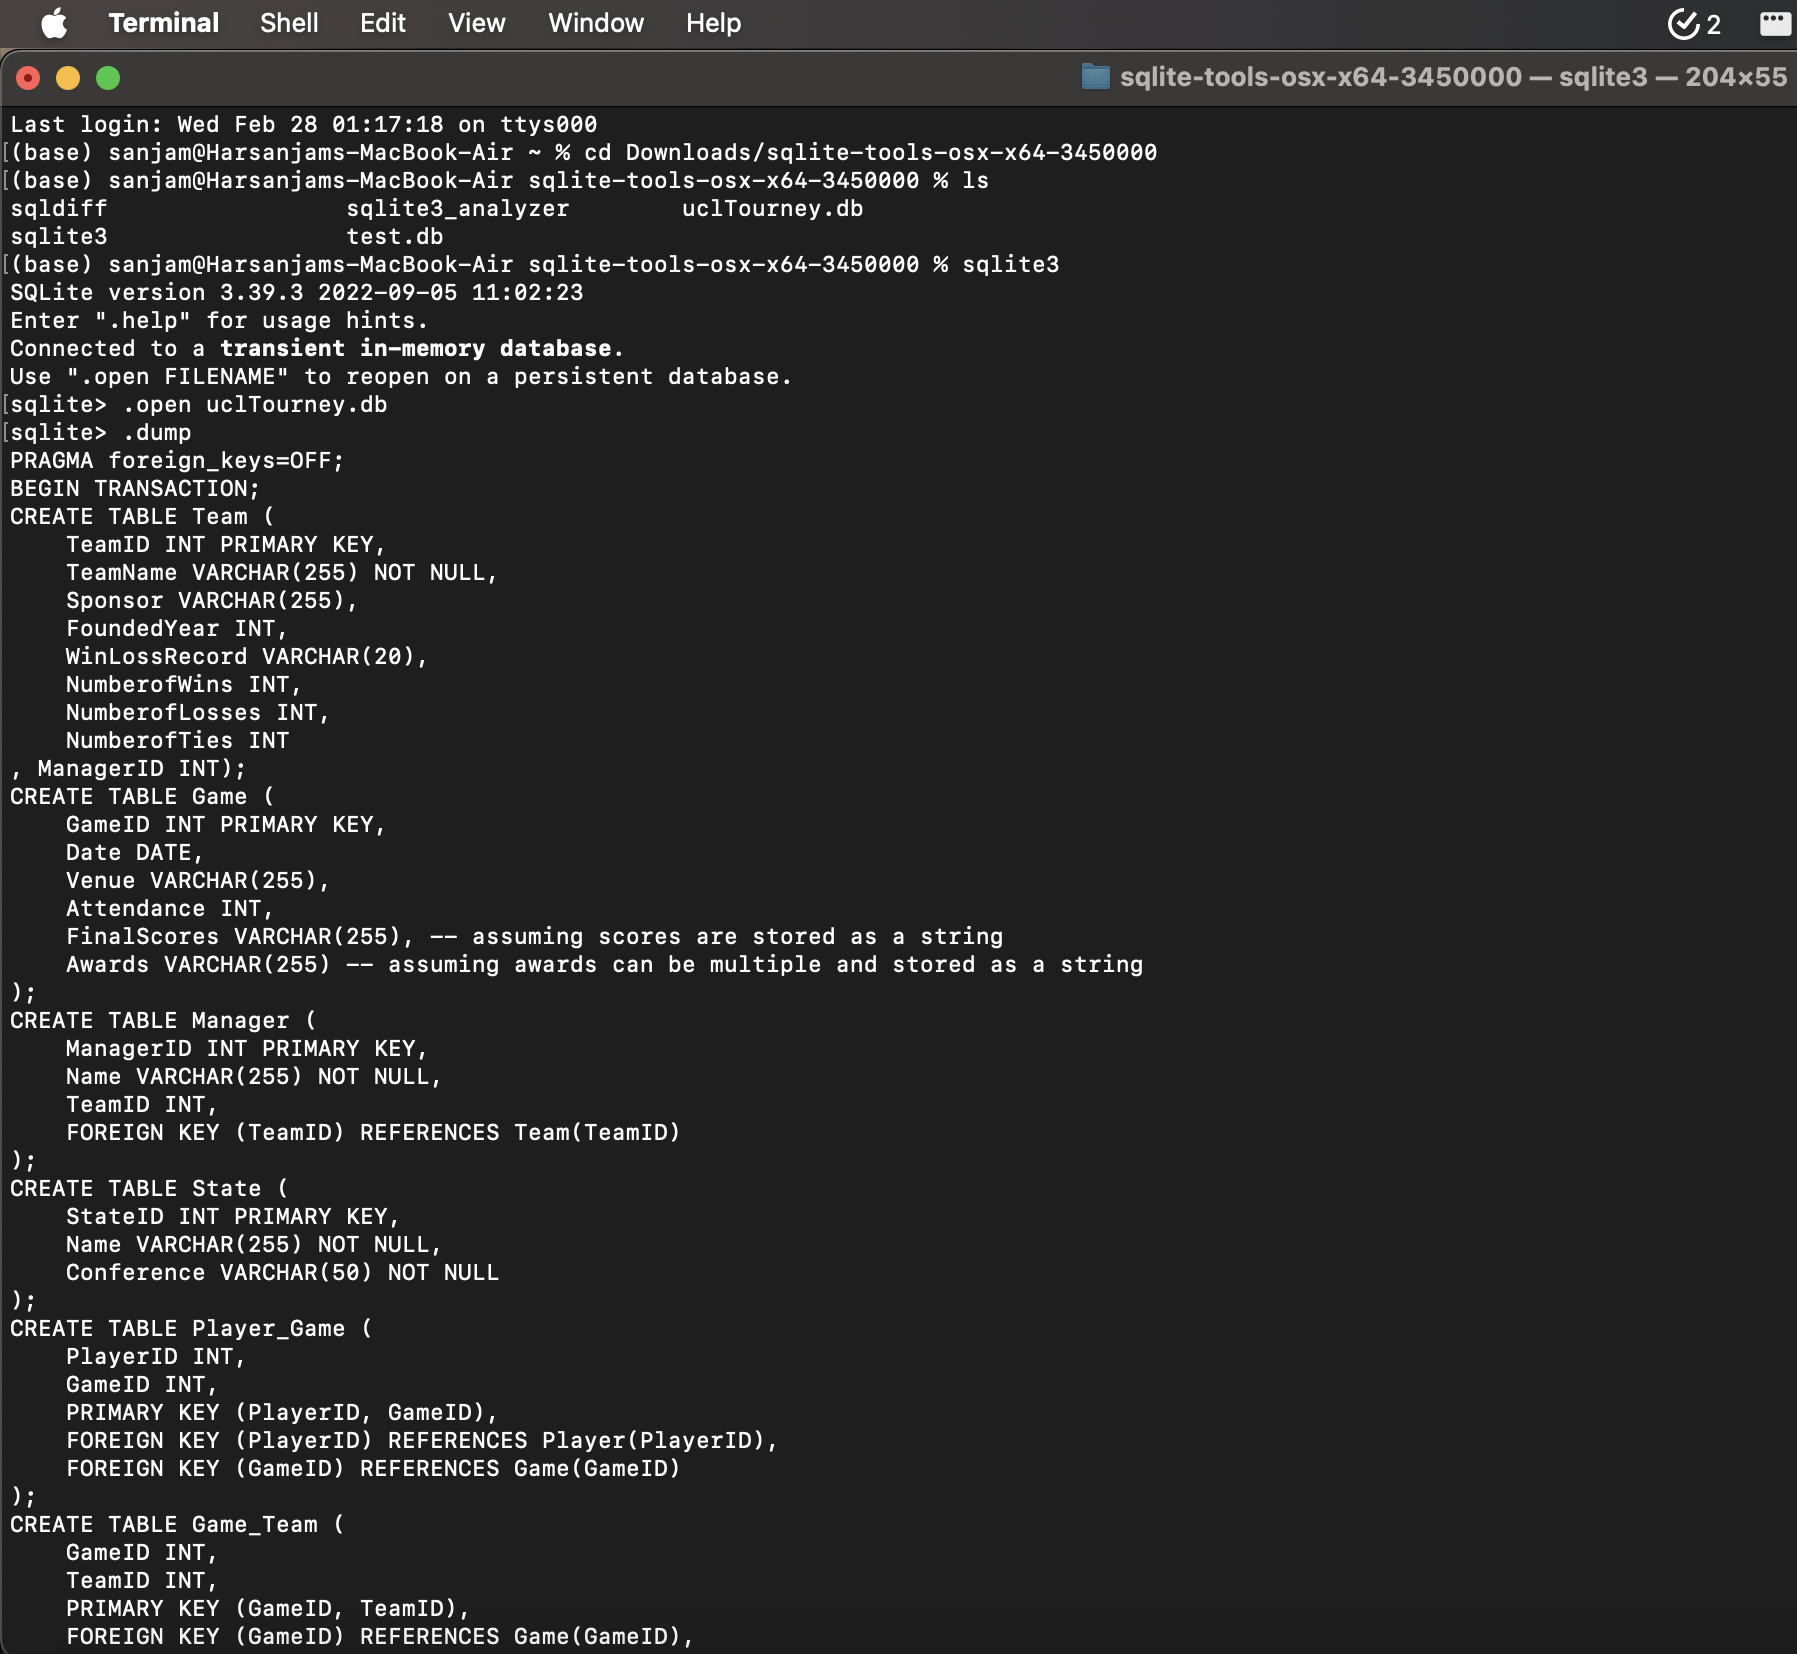 Terminal Shell Edit View Window Help 2
sqlite-tools-osx-x64-3450000 — sqlite3 — 204×55
Last login: Wed Feb 28 01:17:18 on ttys000
[(base) sanjam@Harsanjams-MacBook-Air ~ % cd Downloads/sqlite-tools-osx-x64-3450000
[(base) sanjam@Harsanjams-MacBook-Air sqlite-tools-osx-x64-3450000 % ls
sqldiff sqlite3_analyzer uclTourney.db
sqlite3 test.db
[(base) sanjam@Harsanjams-MacBook-Air sqlite-tools-osx-x64-3450000 % sqlite3
SQLite version 3.39.3 2022-09-05 11:02:23
Enter ".help" for usage hints.
Connected to a transient in-memory database.
Use ".open FILENAME" to reopen on a persistent database.
[sqlite> .open uclTourney.db
[sqlite> .dump
PRAGMA foreign_keys=OFF;
BEGIN TRANSACTION;
CREATE TABLE Team (
    TeamID INT PRIMARY KEY,
    TeamName VARCHAR(255) NOT NULL,
    Sponsor VARCHAR(255),
    FoundedYear INT,
    WinLossRecord VARCHAR(20),
    NumberofWins INT,
    NumberofLosses INT,
    NumberofTies INT
, ManagerID INT);
CREATE TABLE Game (
    GameID INT PRIMARY KEY,
    Date DATE,
    Venue VARCHAR(255),
    Attendance INT,
    FinalScores VARCHAR(255), -- assuming scores are stored as a string
    Awards VARCHAR(255) -- assuming awards can be multiple and stored as a string
);
CREATE TABLE Manager (
    ManagerID INT PRIMARY KEY,
    Name VARCHAR(255) NOT NULL,
    TeamID INT,
    FOREIGN KEY (TeamID) REFERENCES Team(TeamID)
);
CREATE TABLE State (
    StateID INT PRIMARY KEY,
    Name VARCHAR(255) NOT NULL,
    Conference VARCHAR(50) NOT NULL
);
CREATE TABLE Player_Game (
    PlayerID INT,
    GameID INT,
    PRIMARY KEY (PlayerID, GameID),
    FOREIGN KEY (PlayerID) REFERENCES Player(PlayerID),
    FOREIGN KEY (GameID) REFERENCES Game(GameID)
);
CREATE TABLE Game_Team (
    GameID INT,
    TeamID INT,
    PRIMARY KEY (GameID, TeamID),
    FOREIGN KEY (GameID) REFERENCES Game(GameID),